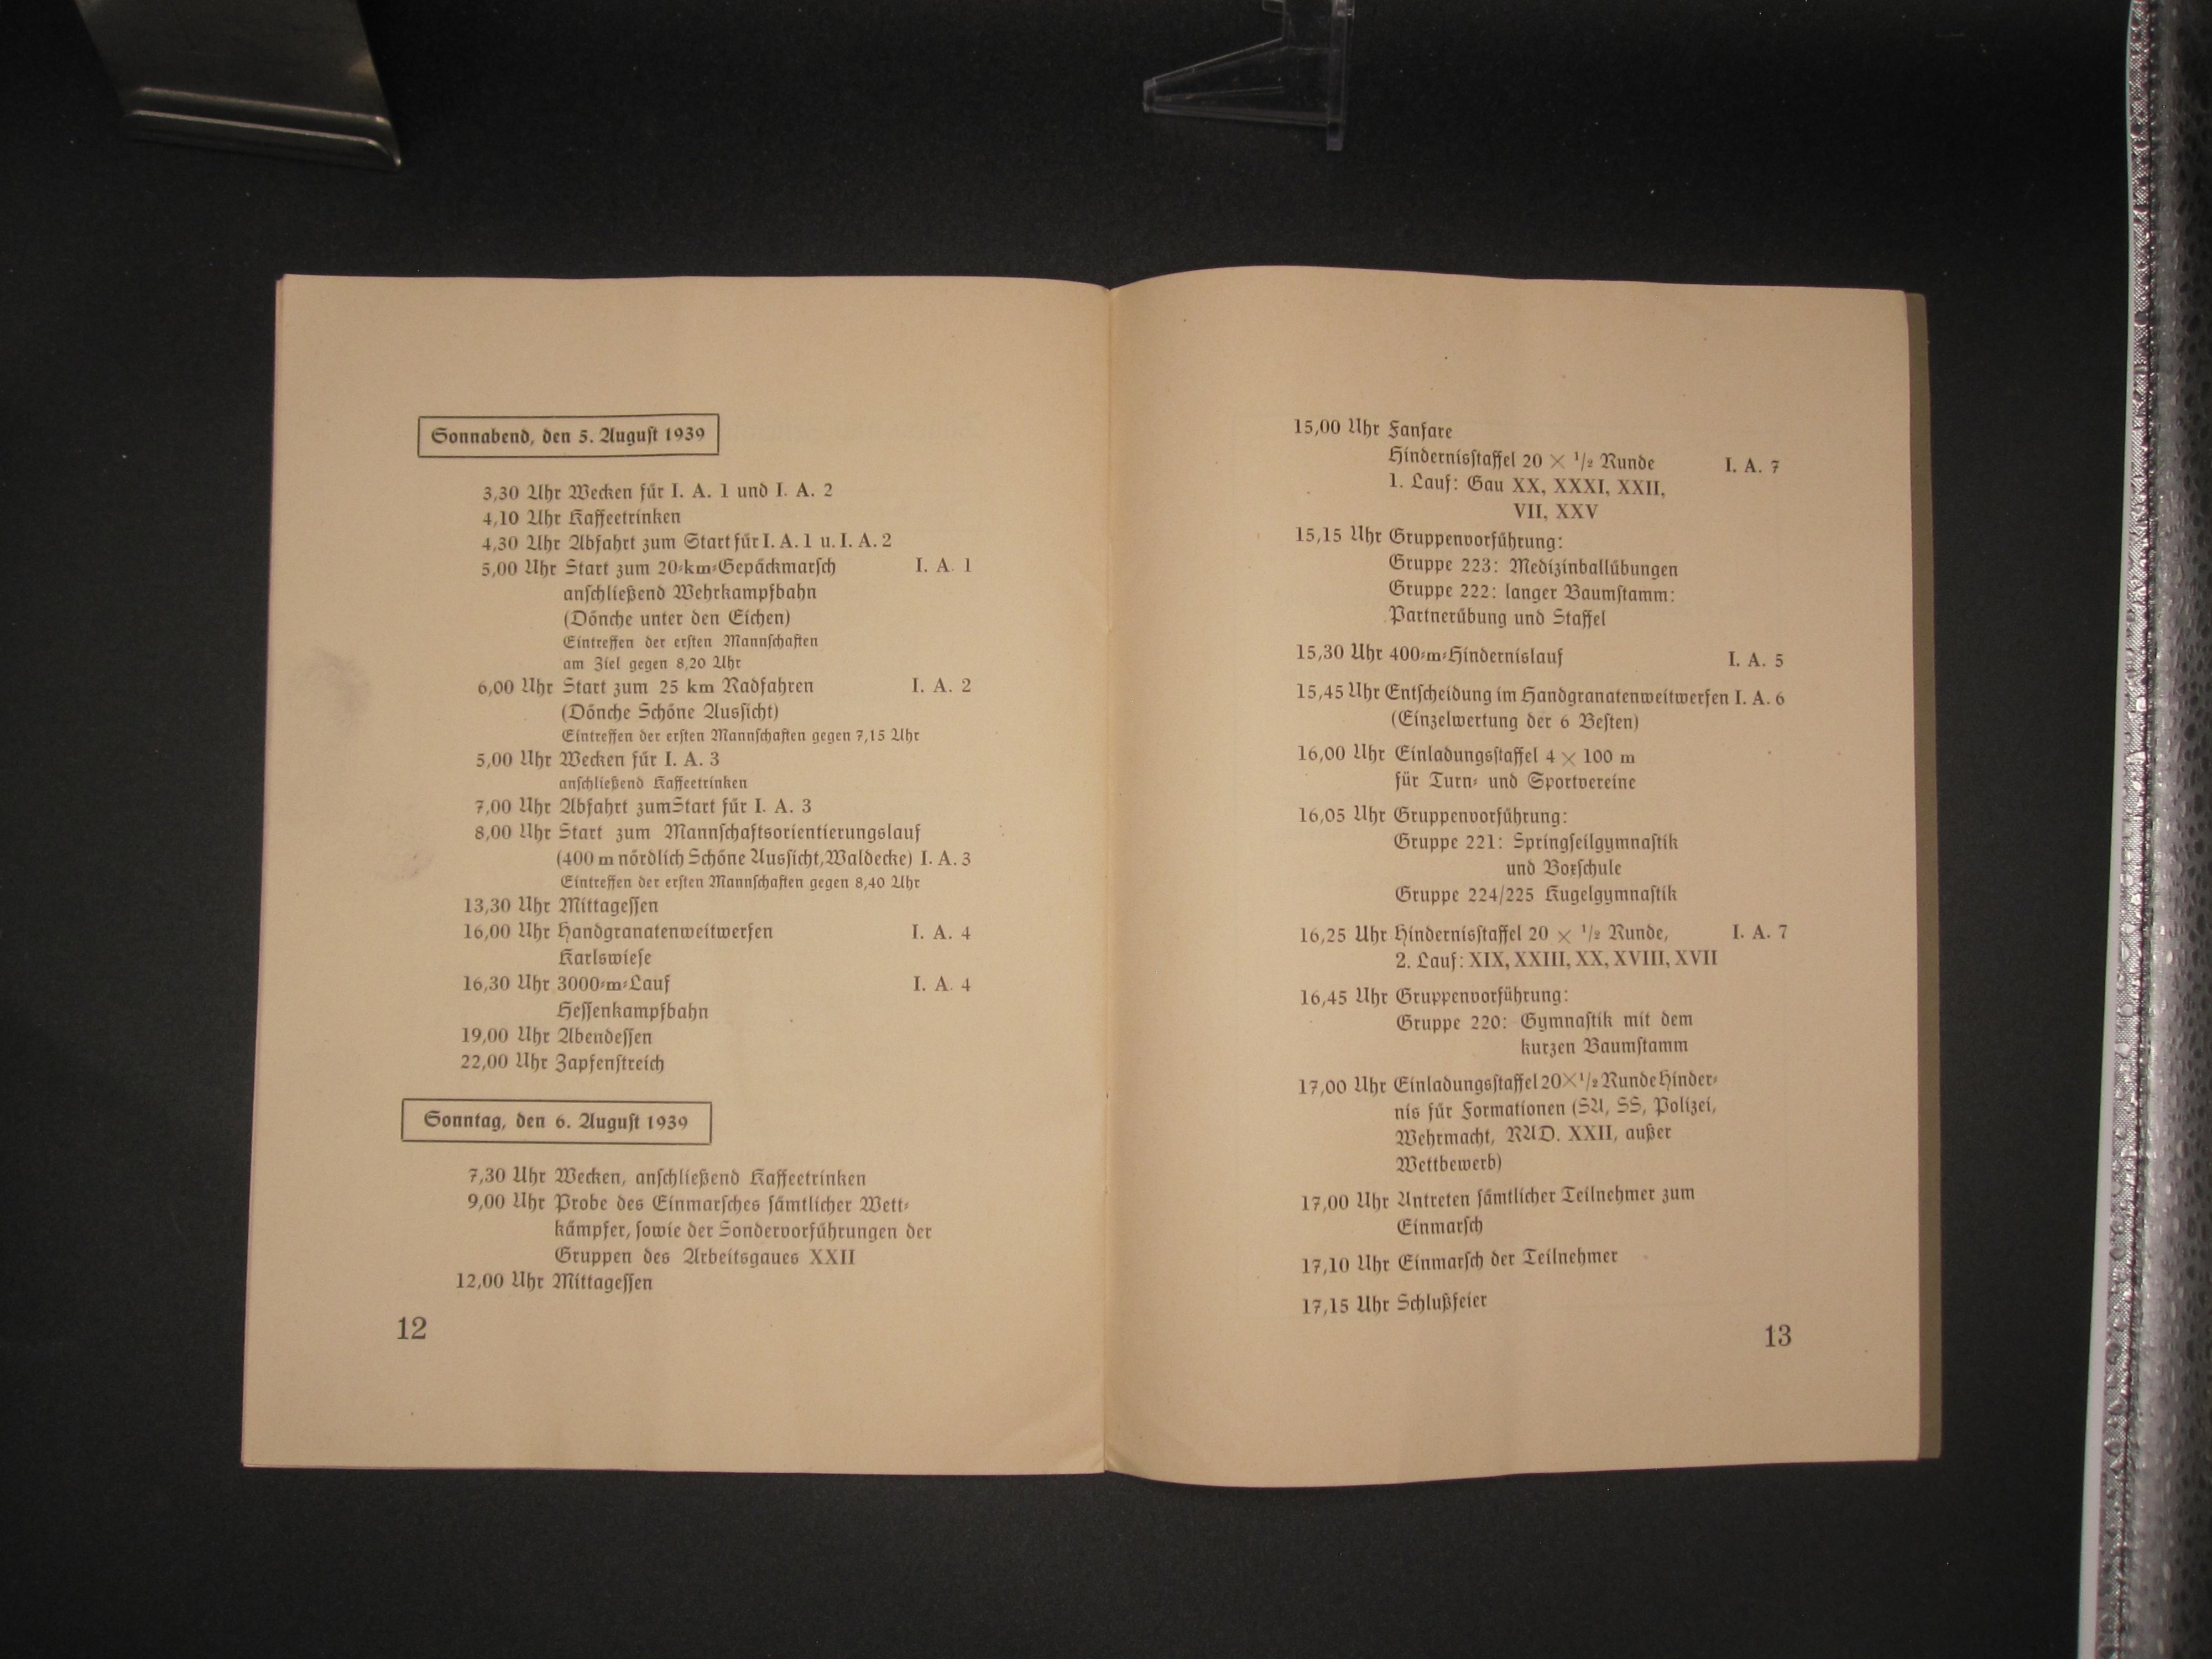 Sonnabend, den 5. August 1939
3,30 Uhr Wecken für I. A. 1 und I. A. 2
4,10 Uhr Kaffeetrinken
4,30 Uhr Abfahrt zum Start für I. A. 1 u. I. A. 2
5,00 Uhr Start zum 20-km-Gepäckmarsch I. A. 1
anschließend Wehrkampfbahn
(Dönche unter den Eichen)
Eintreffen der ersten Mannschaften
am Ziel gegen 8,20 Uhr
6,00 Uhr Start zum 25 km Radfahren I. A. 2
(Dönche Schöne Aussicht)
Eintreffen der ersten Mannschaften gegen 7,15 Uhr
5,00 Uhr Wecken für I. A. 3
anschließend Kaffeetrinken
7,00 Uhr Abfahrt zumStart für I. A. 3
8,00 Uhr Start zum Mannschaftsorientierungslauf
(400 m nördlich Schöne Aussicht, Waldecke) I. A. 3
Eintreffen der ersten Mannschaften gegen 8,40 Uhr
13,30 Uhr Mittagessen
16,00 Uhr Handgranatenweitwerfen I. A. 4
Karlswiese
16,30 Uhr 3000-m-Lauf I. A. 4
Hessenkampfbahn
19,00 Uhr Abendessen
22,00 Uhr Zapfenstreich
Sonntag, den 6. August 1939
7,30 Uhr Wecken, anschließend Kaffeetrinken
9,00 Uhr Probe des Einmarsches sämtlicher Wett-
kämpfer, sowie der Sondervorführungen der
Gruppen des Arbeitsgaues XXII
12,00 Uhr Mittagessen
12
15,00 Uhr Fanfare
Hindernisstaffel 20 × 1/2 Runde I. A. 7
1. Lauf: Gau XX, XXXI, XXII,
VII, XXV
15,15 Uhr Gruppenvorführung:
Gruppe 223: Medizinballübungen
Gruppe 222: langer Baumstamm:
Partnerübung und Staffel
15,30 Uhr 400-m-Hindernislauf I. A. 5
15,45 Uhr Entscheidung im Handgranatenweitwerfen I. A. 6
(Einzelwertung der 6 Besten)
16,00 Uhr Einladungsstaffel 4 × 100 m
für Turn- und Sportvereine
16,05 Uhr Gruppenvorführung:
Gruppe 221: Springseilgymnastik
und Boxschule
Gruppe 224/225 Kugelgymnastik
16,25 Uhr Hindernisstaffel 20 × 1/2 Runde, I. A. 7
2. Lauf: XIX, XXIII, XX, XVIII, XVII
16,45 Uhr Gruppenvorführung:
Gruppe 220: Gymnastik mit dem
kurzen Baumstamm
17,00 Uhr Einladungsstaffel 20×1/2 Runde Hinder-
nis für Formationen (SA, SS, Polizei,
Wehrmacht, RAD. XXII, außer
Wettbewerb)
17,00 Uhr Antreten sämtlicher Teilnehmer zum
Einmarsch
17,10 Uhr Einmarsch der Teilnehmer
17,15 Uhr Schlußfeier
13